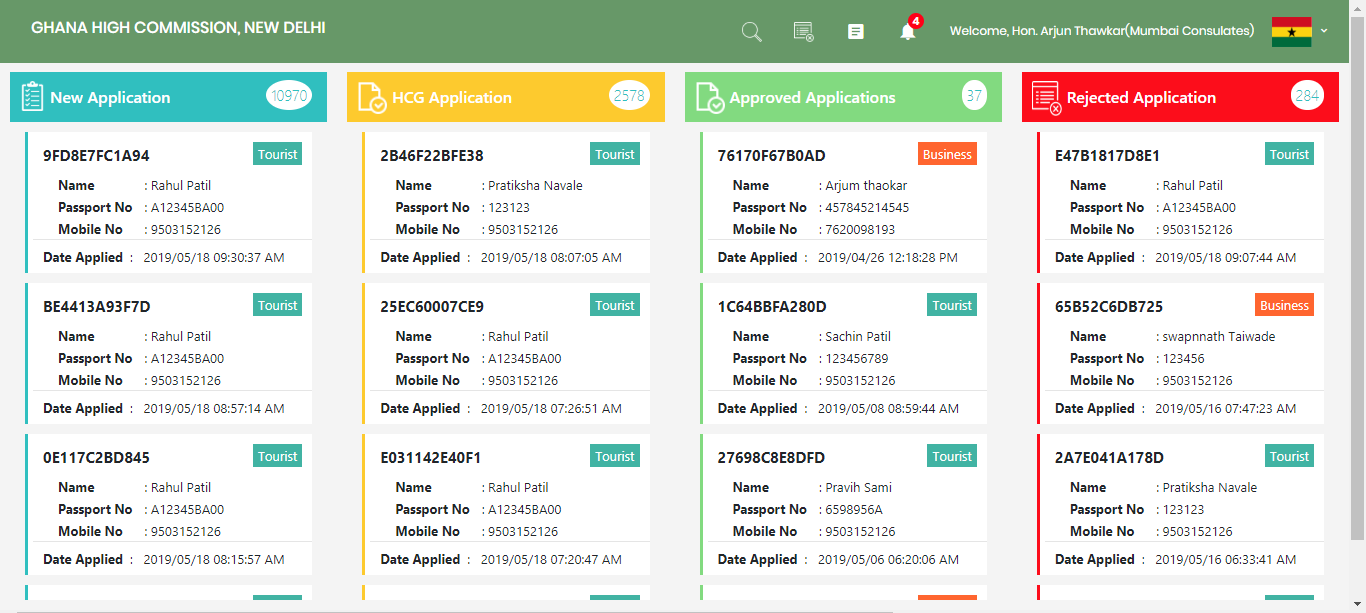 GHANA HIGH COMMISSION, NEW DELHI
4
Welcome, Hon. Arjun Thawkar(Mumbai Consulates)
New Application 10970
9FD8E7FC1A94 Tourist
Name : Rahul Patil
Passport No : A12345BA00
Mobile No : 9503152126
Date Applied : 2019/05/18 09:30:37 AM
BE4413A93F7D Tourist
Name : Rahul Patil
Passport No : A12345BA00
Mobile No : 9503152126
Date Applied : 2019/05/18 08:57:14 AM
0E117C2BD845 Tourist
Name : Rahul Patil
Passport No : A12345BA00
Mobile No : 9503152126
Date Applied : 2019/05/18 08:15:57 AM
HCG Application 2578
2B46F22BFE38 Tourist
Name : Pratiksha Navale
Passport No : 123123
Mobile No : 9503152126
Date Applied : 2019/05/18 08:07:05 AM
25EC60007CE9 Tourist
Name : Rahul Patil
Passport No : A12345BA00
Mobile No : 9503152126
Date Applied : 2019/05/18 07:26:51 AM
E031142E40F1 Tourist
Name : Rahul Patil
Passport No : A12345BA00
Mobile No : 9503152126
Date Applied : 2019/05/18 07:20:47 AM
Approved Applications 37
76170F67B0AD Business
Name : Arjum thaokar
Passport No : 457845214545
Mobile No : 7620098193
Date Applied : 2019/04/26 12:18:28 PM
1C64BBFA280D Tourist
Name : Sachin Patil
Passport No : 123456789
Mobile No : 9503152126
Date Applied : 2019/05/08 08:59:44 AM
27698C8E8DFD Tourist
Name : Pravih Sami
Passport No : 6598956A
Mobile No : 9503152126
Date Applied : 2019/05/06 06:20:06 AM
Rejected Application 284
E47B1817D8E1 Tourist
Name : Rahul Patil
Passport No : A12345BA00
Mobile No : 9503152126
Date Applied : 2019/05/18 09:07:44 AM
65B52C6DB725 Business
Name : swapnnath Taiwade
Passport No : 123456
Mobile No : 9503152126
Date Applied : 2019/05/16 07:47:23 AM
2A7E041A178D Tourist
Name : Pratiksha Navale
Passport No : 123123
Mobile No : 9503152126
Date Applied : 2019/05/16 06:33:41 AM